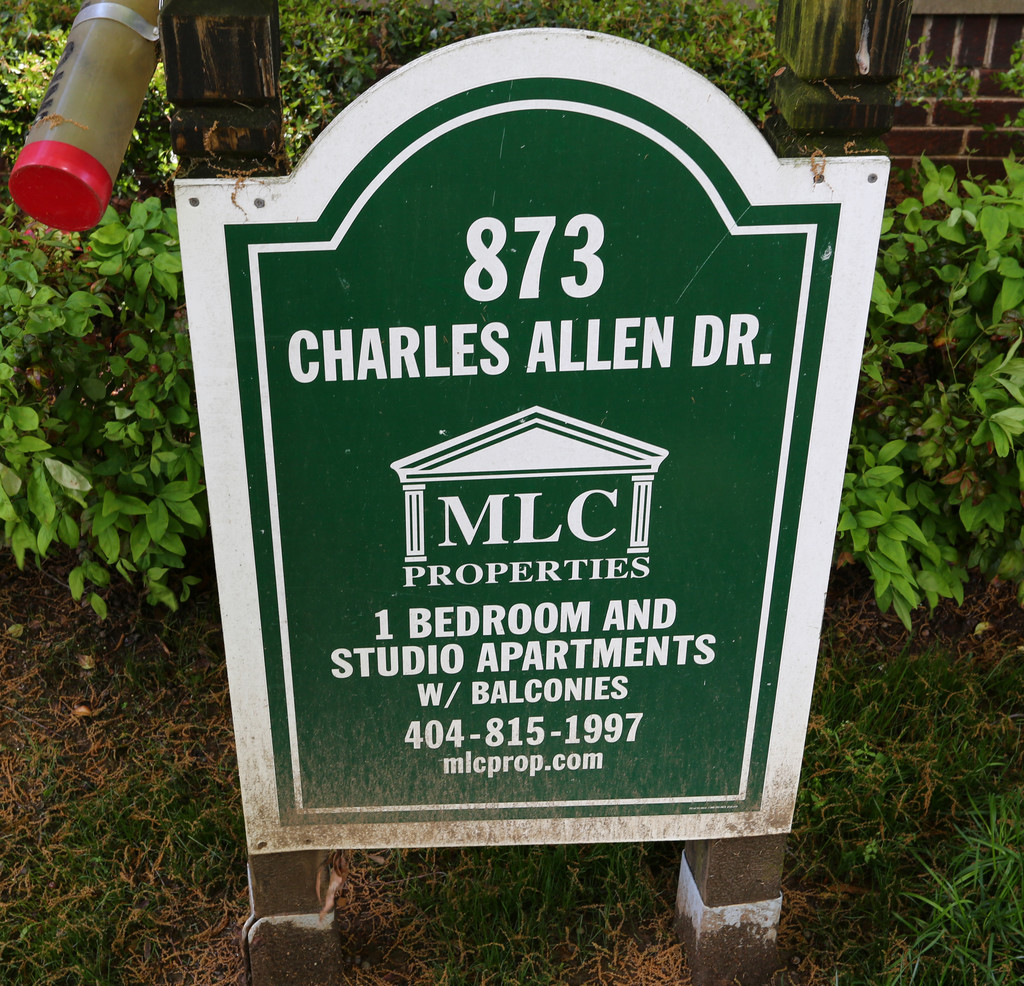 873
CHARLES ALLEN DR.
MLC
PROPERTIES
1 BEDROOM AND
STUDIO APARTMENTS
W/ BALCONIES
404-815-1997
mlcprop.com